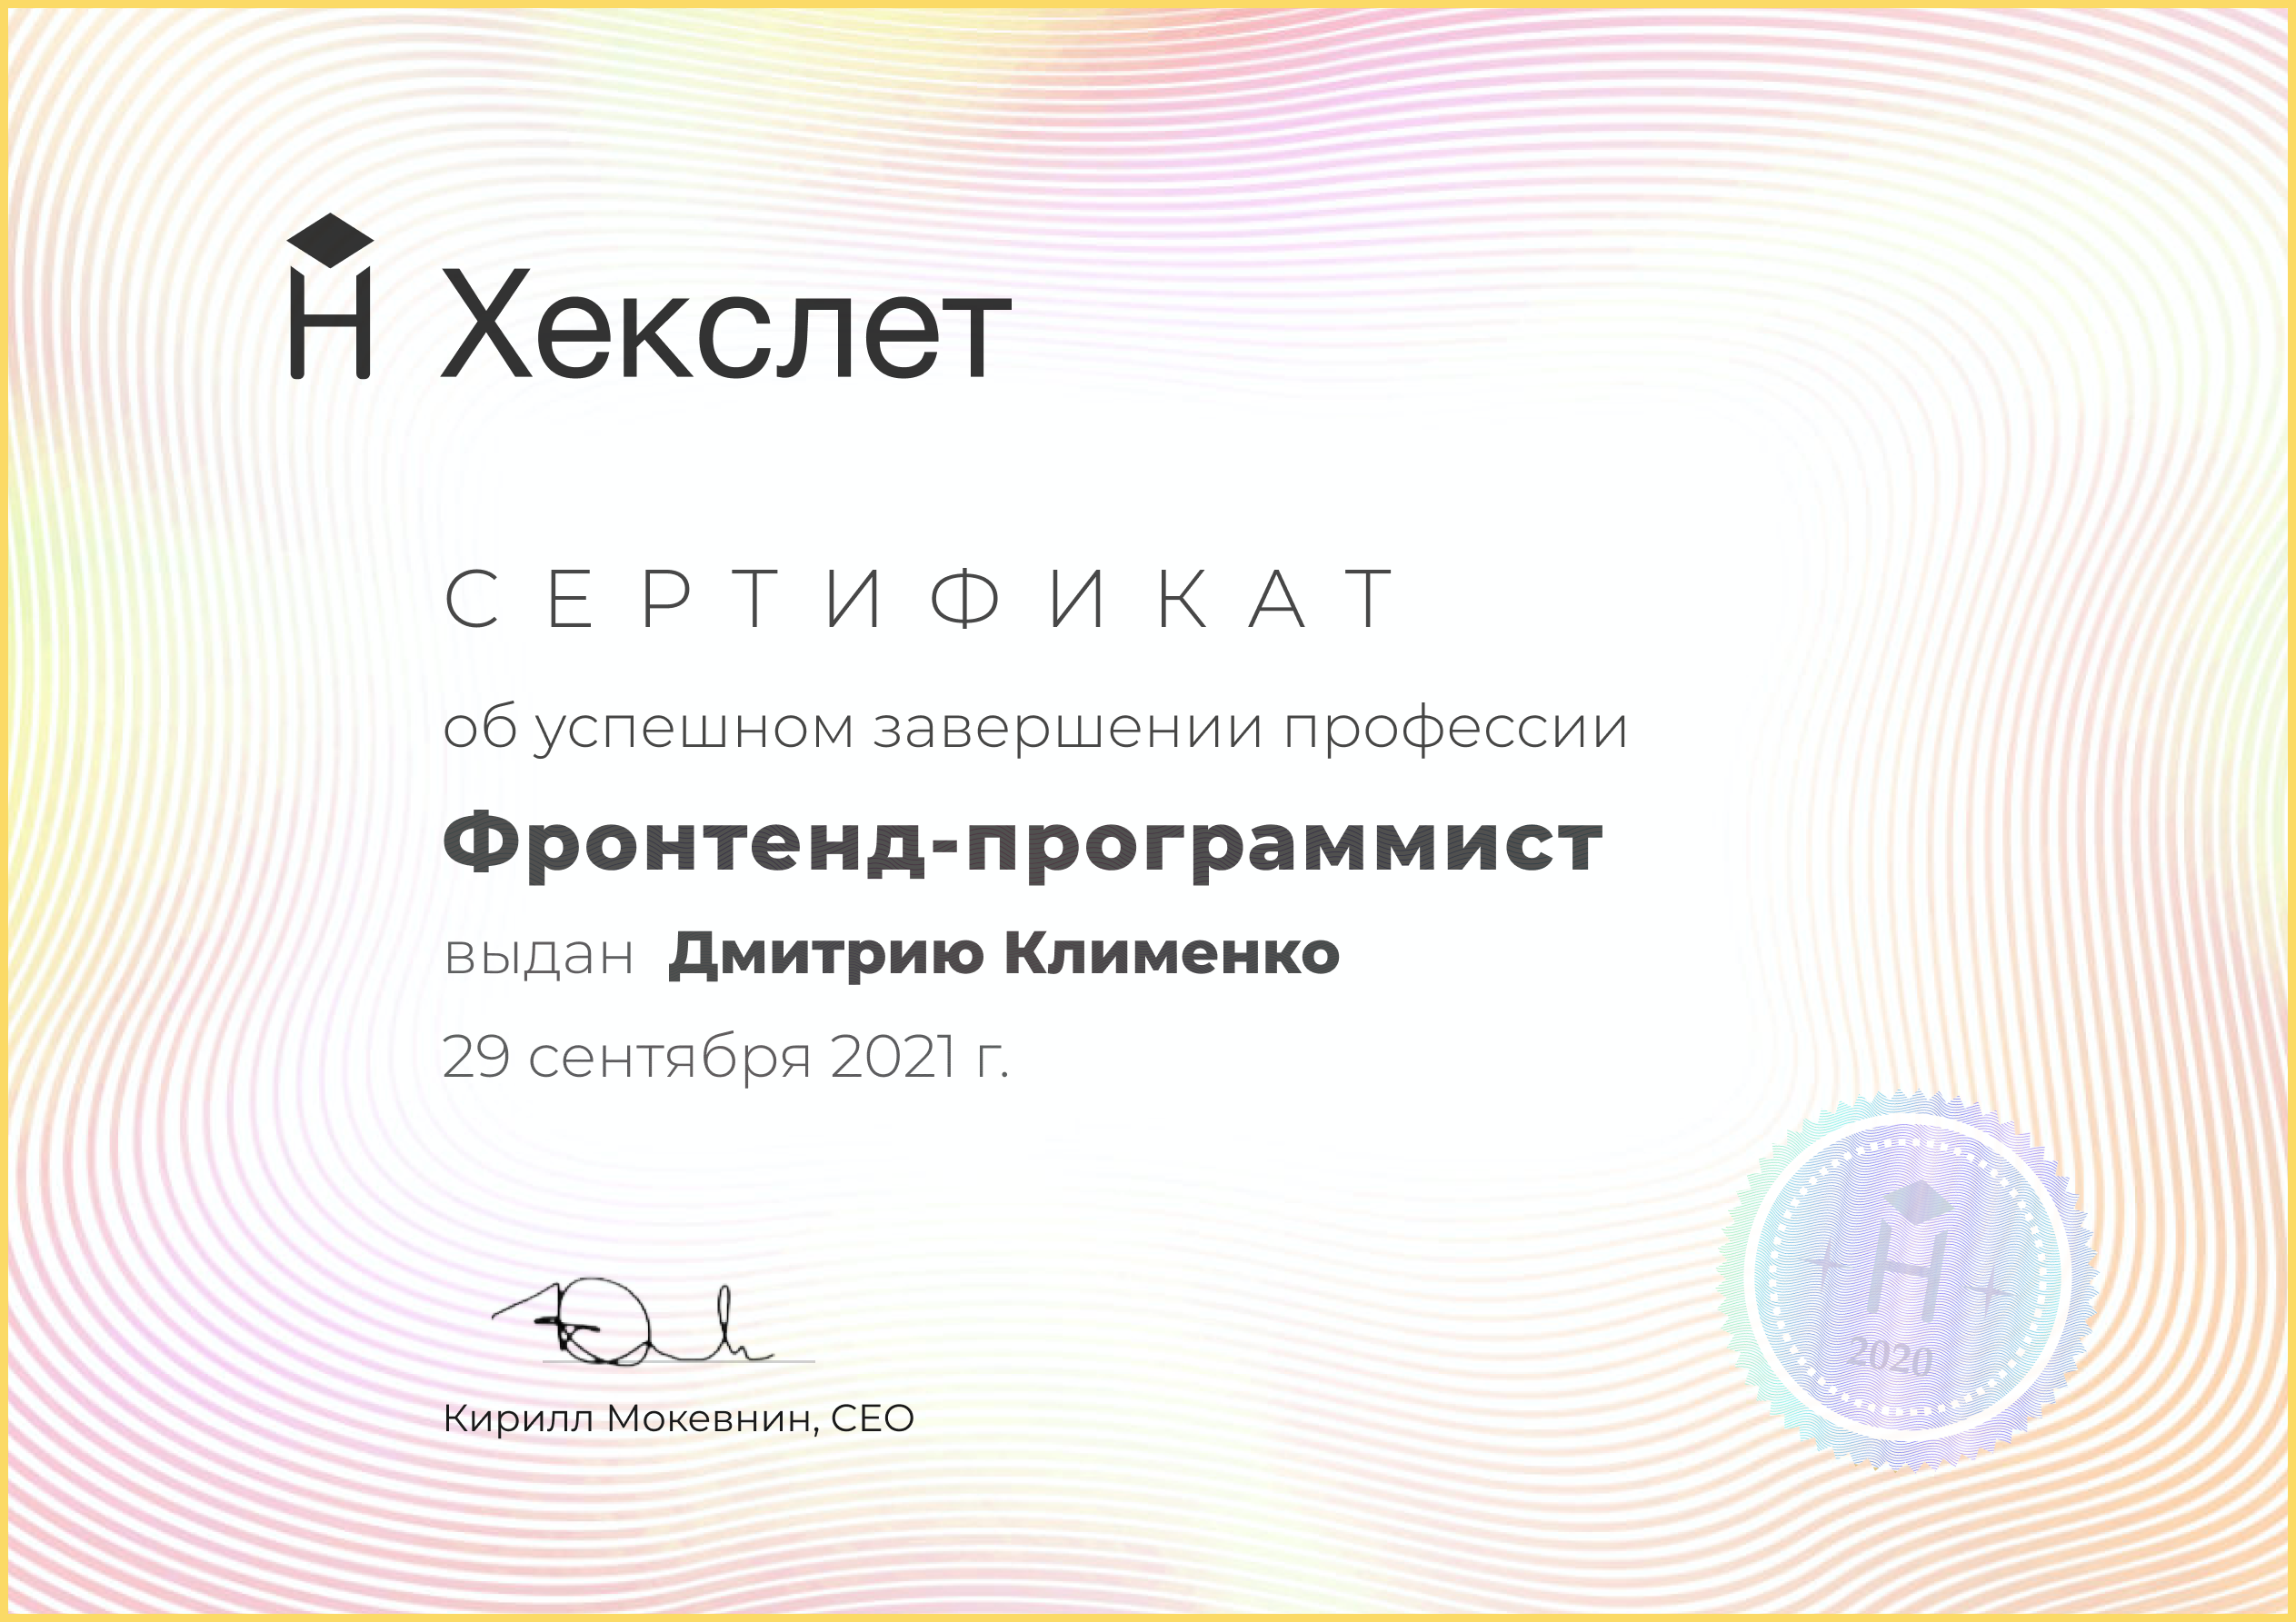 Хекслет
СЕРТИФИКАТ
об успешном завершении профессии
Фронтенд-программист
выдан Дмитрию Клименко
29 сентября 2021 г.
Кирилл Мокевнин, CEO
H
2020